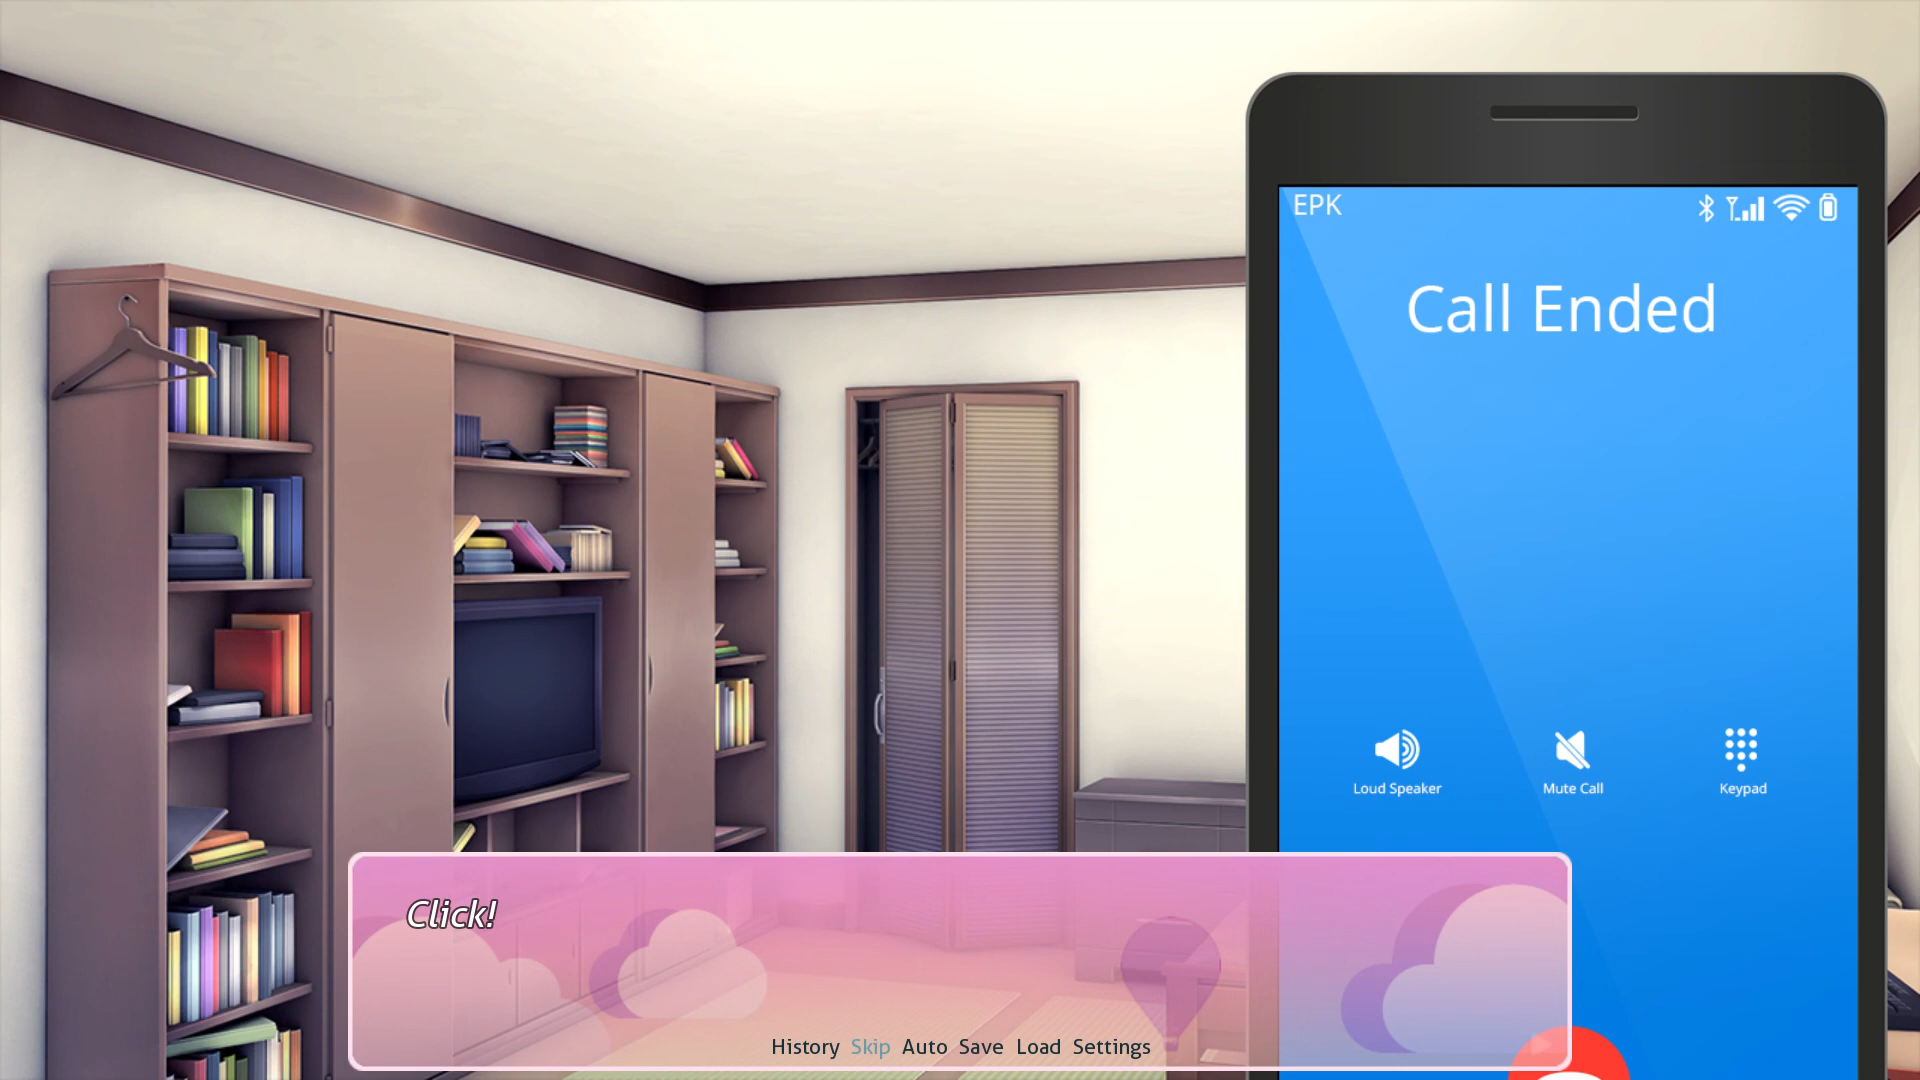 EPK
Call Ended
Loud Speaker
Mute Call
Keypad
Click!
History Skip Auto Save Load Settings